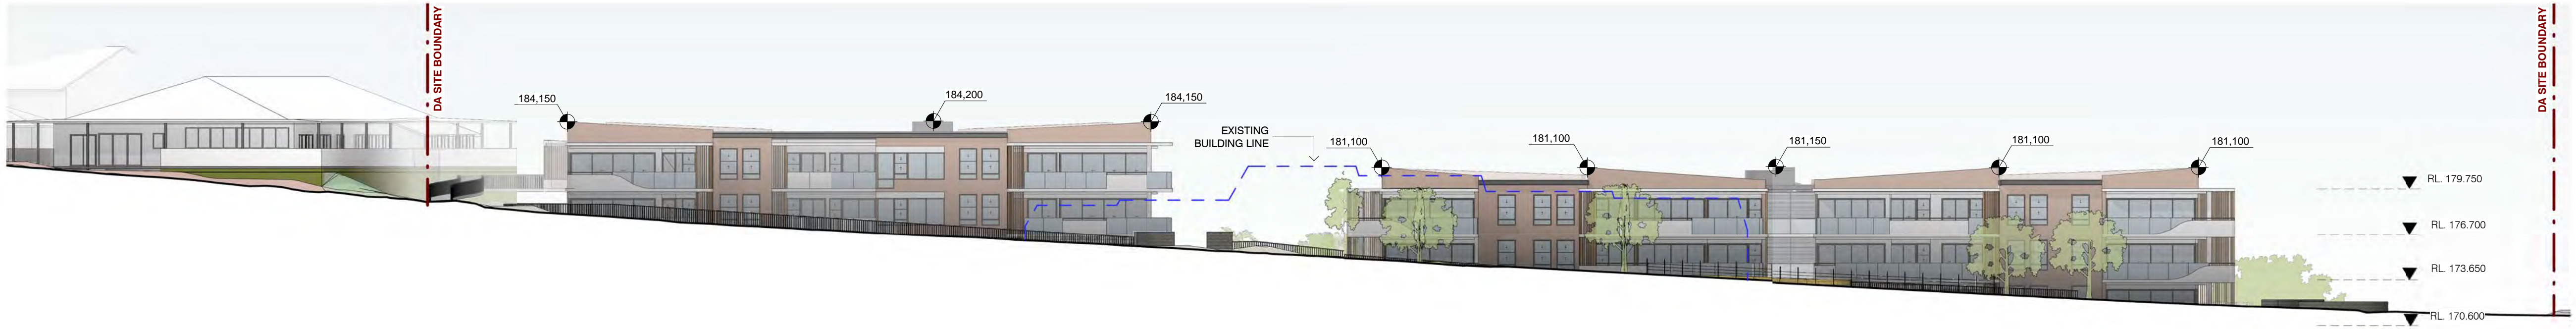 DA SITE BOUNDARY
184,150
184,200
184,150
EXISTING
BUILDING LINE
181,100
181,100
181,150
181,100
181,100
RL. 179.750
RL. 176.700
RL. 173.650
RL. 170.600
DA SITE BOUNDARY